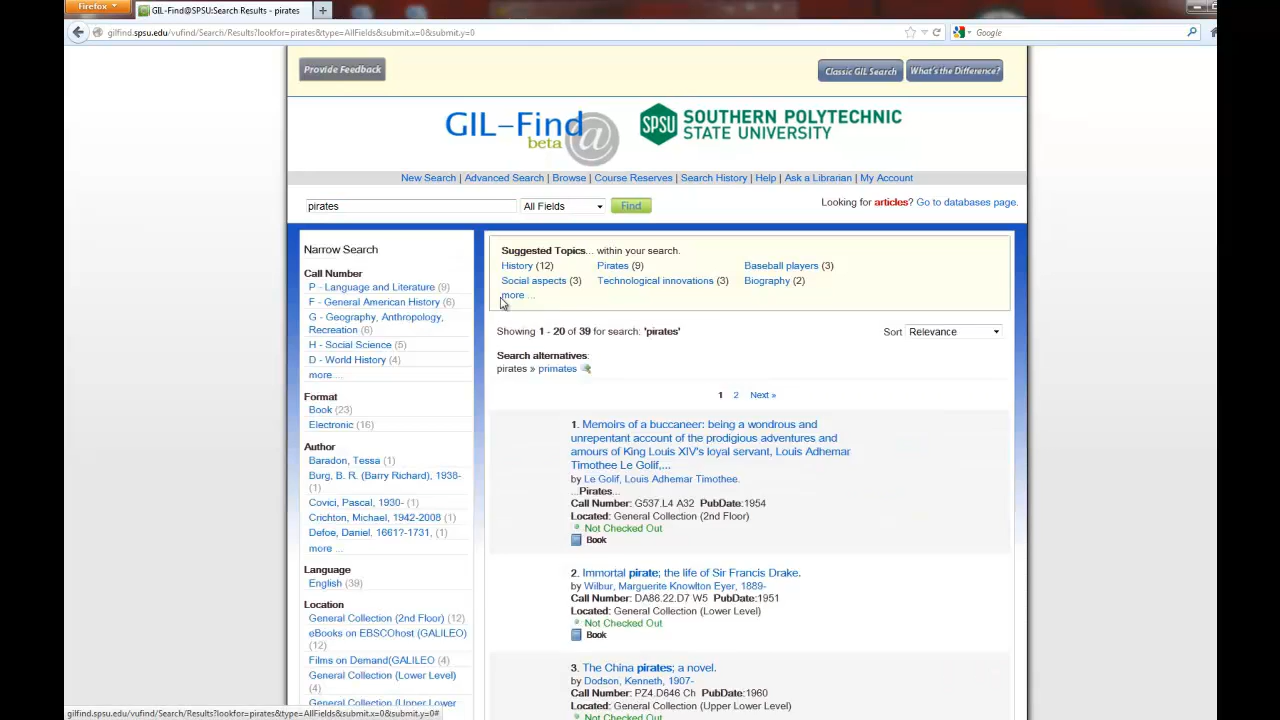 Firefox
GIL-Find@SPSU:Search Results - pirates
gilfind.spsu.edu/vufind/Search/Results?lookfor=pirates&type=AllFields&submit.x=0&submit.y=0
Google
Provide Feedback
Classic GIL Search
What's the Difference?
GIL-Find@
beta
SPSU
SOUTHERN POLYTECHNIC
STATE UNIVERSITY
New Search | Advanced Search | Browse | Course Reserves | Search History | Help | Ask a Librarian | My Account
pirates All Fields Find
Looking for articles? Go to databases page.
Narrow Search
Call Number
P - Language and Literature (9)
F - General American History (6)
G - Geography, Anthropology,
Recreation (6)
H - Social Science (5)
D - World History (4)
more ...
Format
Book (23)
Electronic (16)
Author
Baradon, Tessa (1)
Burg, B. R. (Barry Richard), 1938-
(1)
Covici, Pascal, 1930- (1)
Crichton, Michael, 1942-2008 (1)
Defoe, Daniel. 1661?-1731, (1)
more ...
Language
English (39)
Location
General Collection (2nd Floor) (12)
eBooks on EBSCOhost (GALILEO)
(12)
Films on Demand(GALILEO (4)
General Collection (Lower Level)
(4)
General Collection (Upper Lower
Suggested Topics... within your search.
History (12) Pirates (9) Baseball players (3)
Social aspects (3) Technological innovations (3) Biography (2)
more ...
Showing 1 - 20 of 39 for search: 'pirates'
Sort Relevance
Search alternatives:
pirates » primates
1 2 Next »
1. Memoirs of a buccaneer: being a wondrous and
unrepentant account of the prodigious adventures and
amours of King Louis XIV's loyal servant, Louis Adhemar
Timothee Le Golif,...
by Le Golif, Louis Adhemar Timothee.
...Pirates...
Call Number: G537.L4 A32 PubDate:1954
Located: General Collection (2nd Floor)
Not Checked Out
Book
2. Immortal pirate; the life of Sir Francis Drake.
by Wilbur, Marguerite Knowlton Eyer, 1889-
Call Number: DA86.22.D7 W5 PubDate:1951
Located: General Collection (Lower Level)
Not Checked Out
Book
3. The China pirates; a novel.
by Dodson, Kenneth, 1907-
Call Number: PZ4.D646 Ch PubDate:1960
Located: General Collection (Upper Lower Level)
Not Checked Out
gilfind.spsu.edu/vufind/Search/Results?lookfor=pirates&type=AllFields&submit.x=0&submit.y=0#